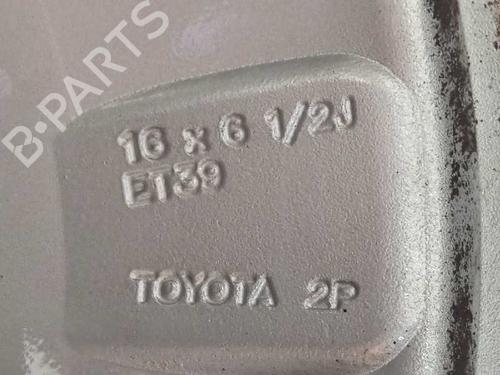 B-PARTS
16 x 6 1/2J
ET39
TOYOTA 2P